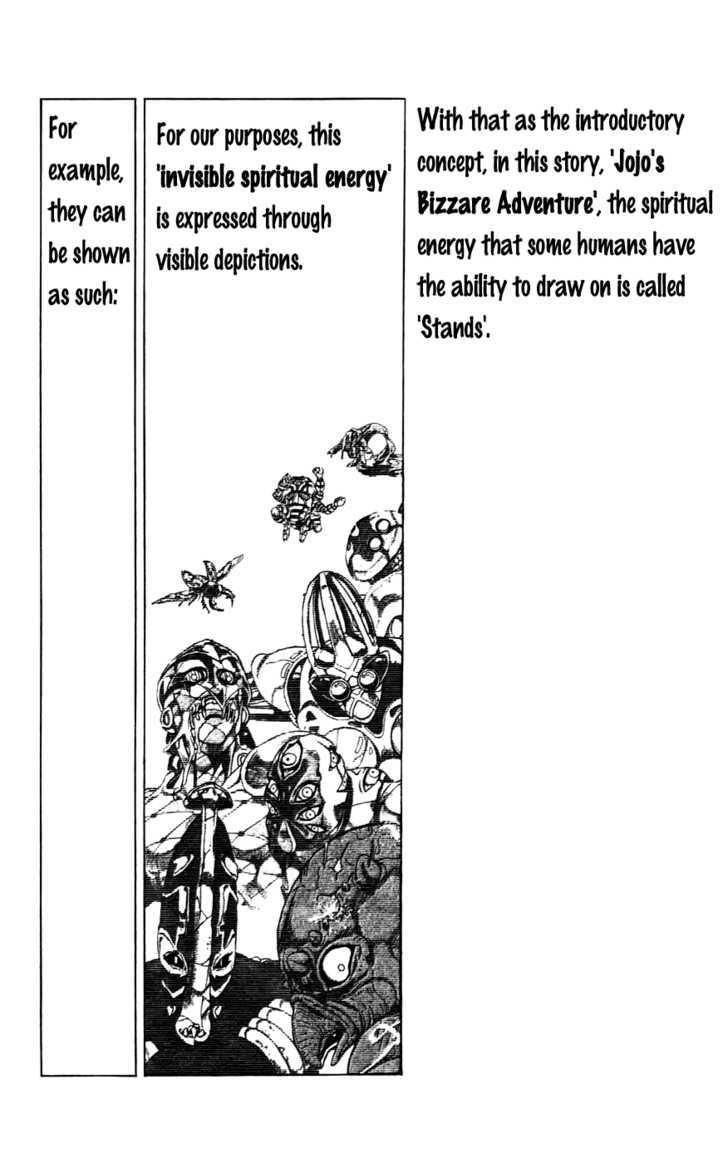 With that as the introductory
concept, in this story, 'Jojo's
Bizzare Adventure', the spiritual
energy that some humans have
the ability to draw on is called
'Stands'.
For our purposes, this
'invisible spiritual energy'
is expressed through
visible depictions.
For
example,
they can
be shown
as such: